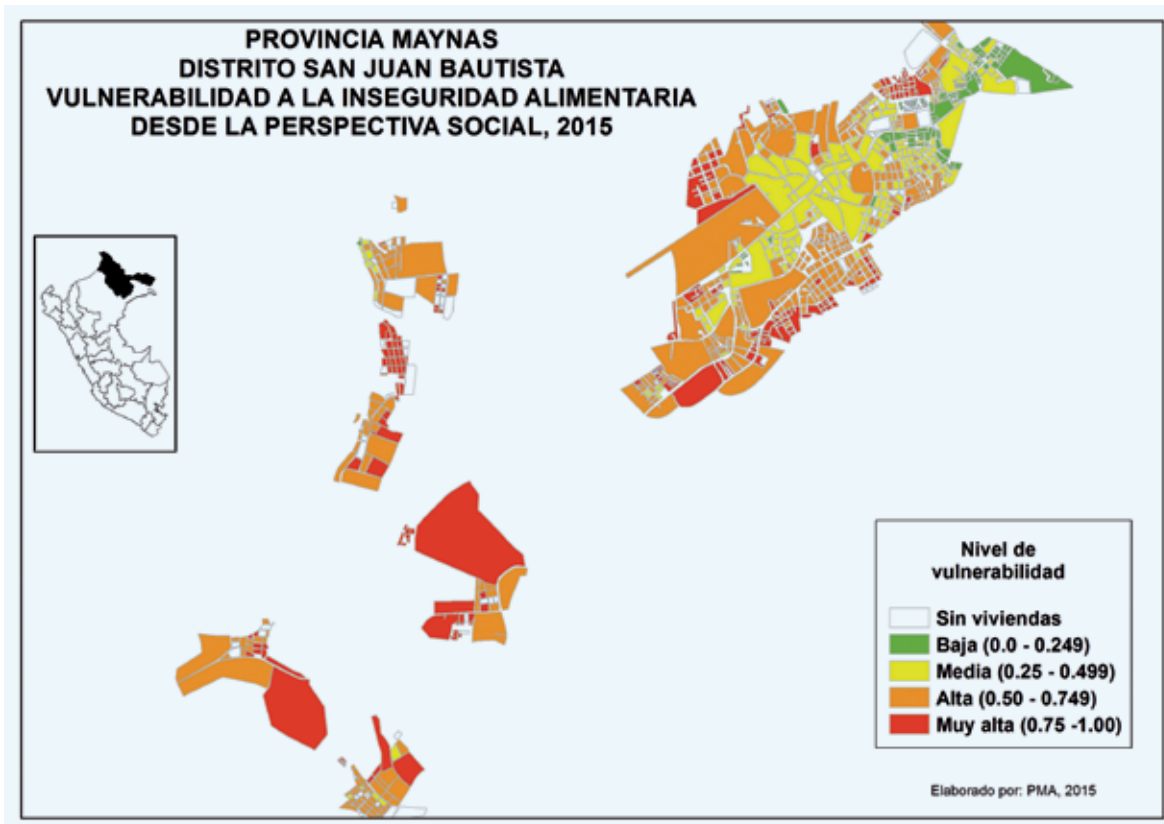 PROVINCIA MAYNAS
DISTRITO SAN JUAN BAUTISTA
VULNERABILIDAD A LA INSEGURIDAD ALIMENTARIA
DESDE LA PERSPECTIVA SOCIAL, 2015
Nivel de
vulnerabilidad
Sin viviendas
Baja (0.0 - 0.249)
Media (0.25 - 0.499)
Alta (0.50 - 0.749)
Muy alta (0.75 -1.00)
Elaborado por: PMA, 2015